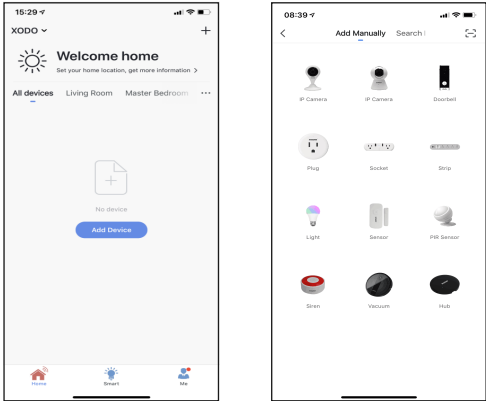 15:29
XODO
+
Welcome home
Set your home location, get more information >
All devices Living Room Master Bedroom ...
No device
Add Device
Home Smart Me
08:39
< Add Manually Search
IP Camera IP Camera Doorbell
Plug Socket Strip
Light Sensor PIR Sensor
Siren Vacuum Hub